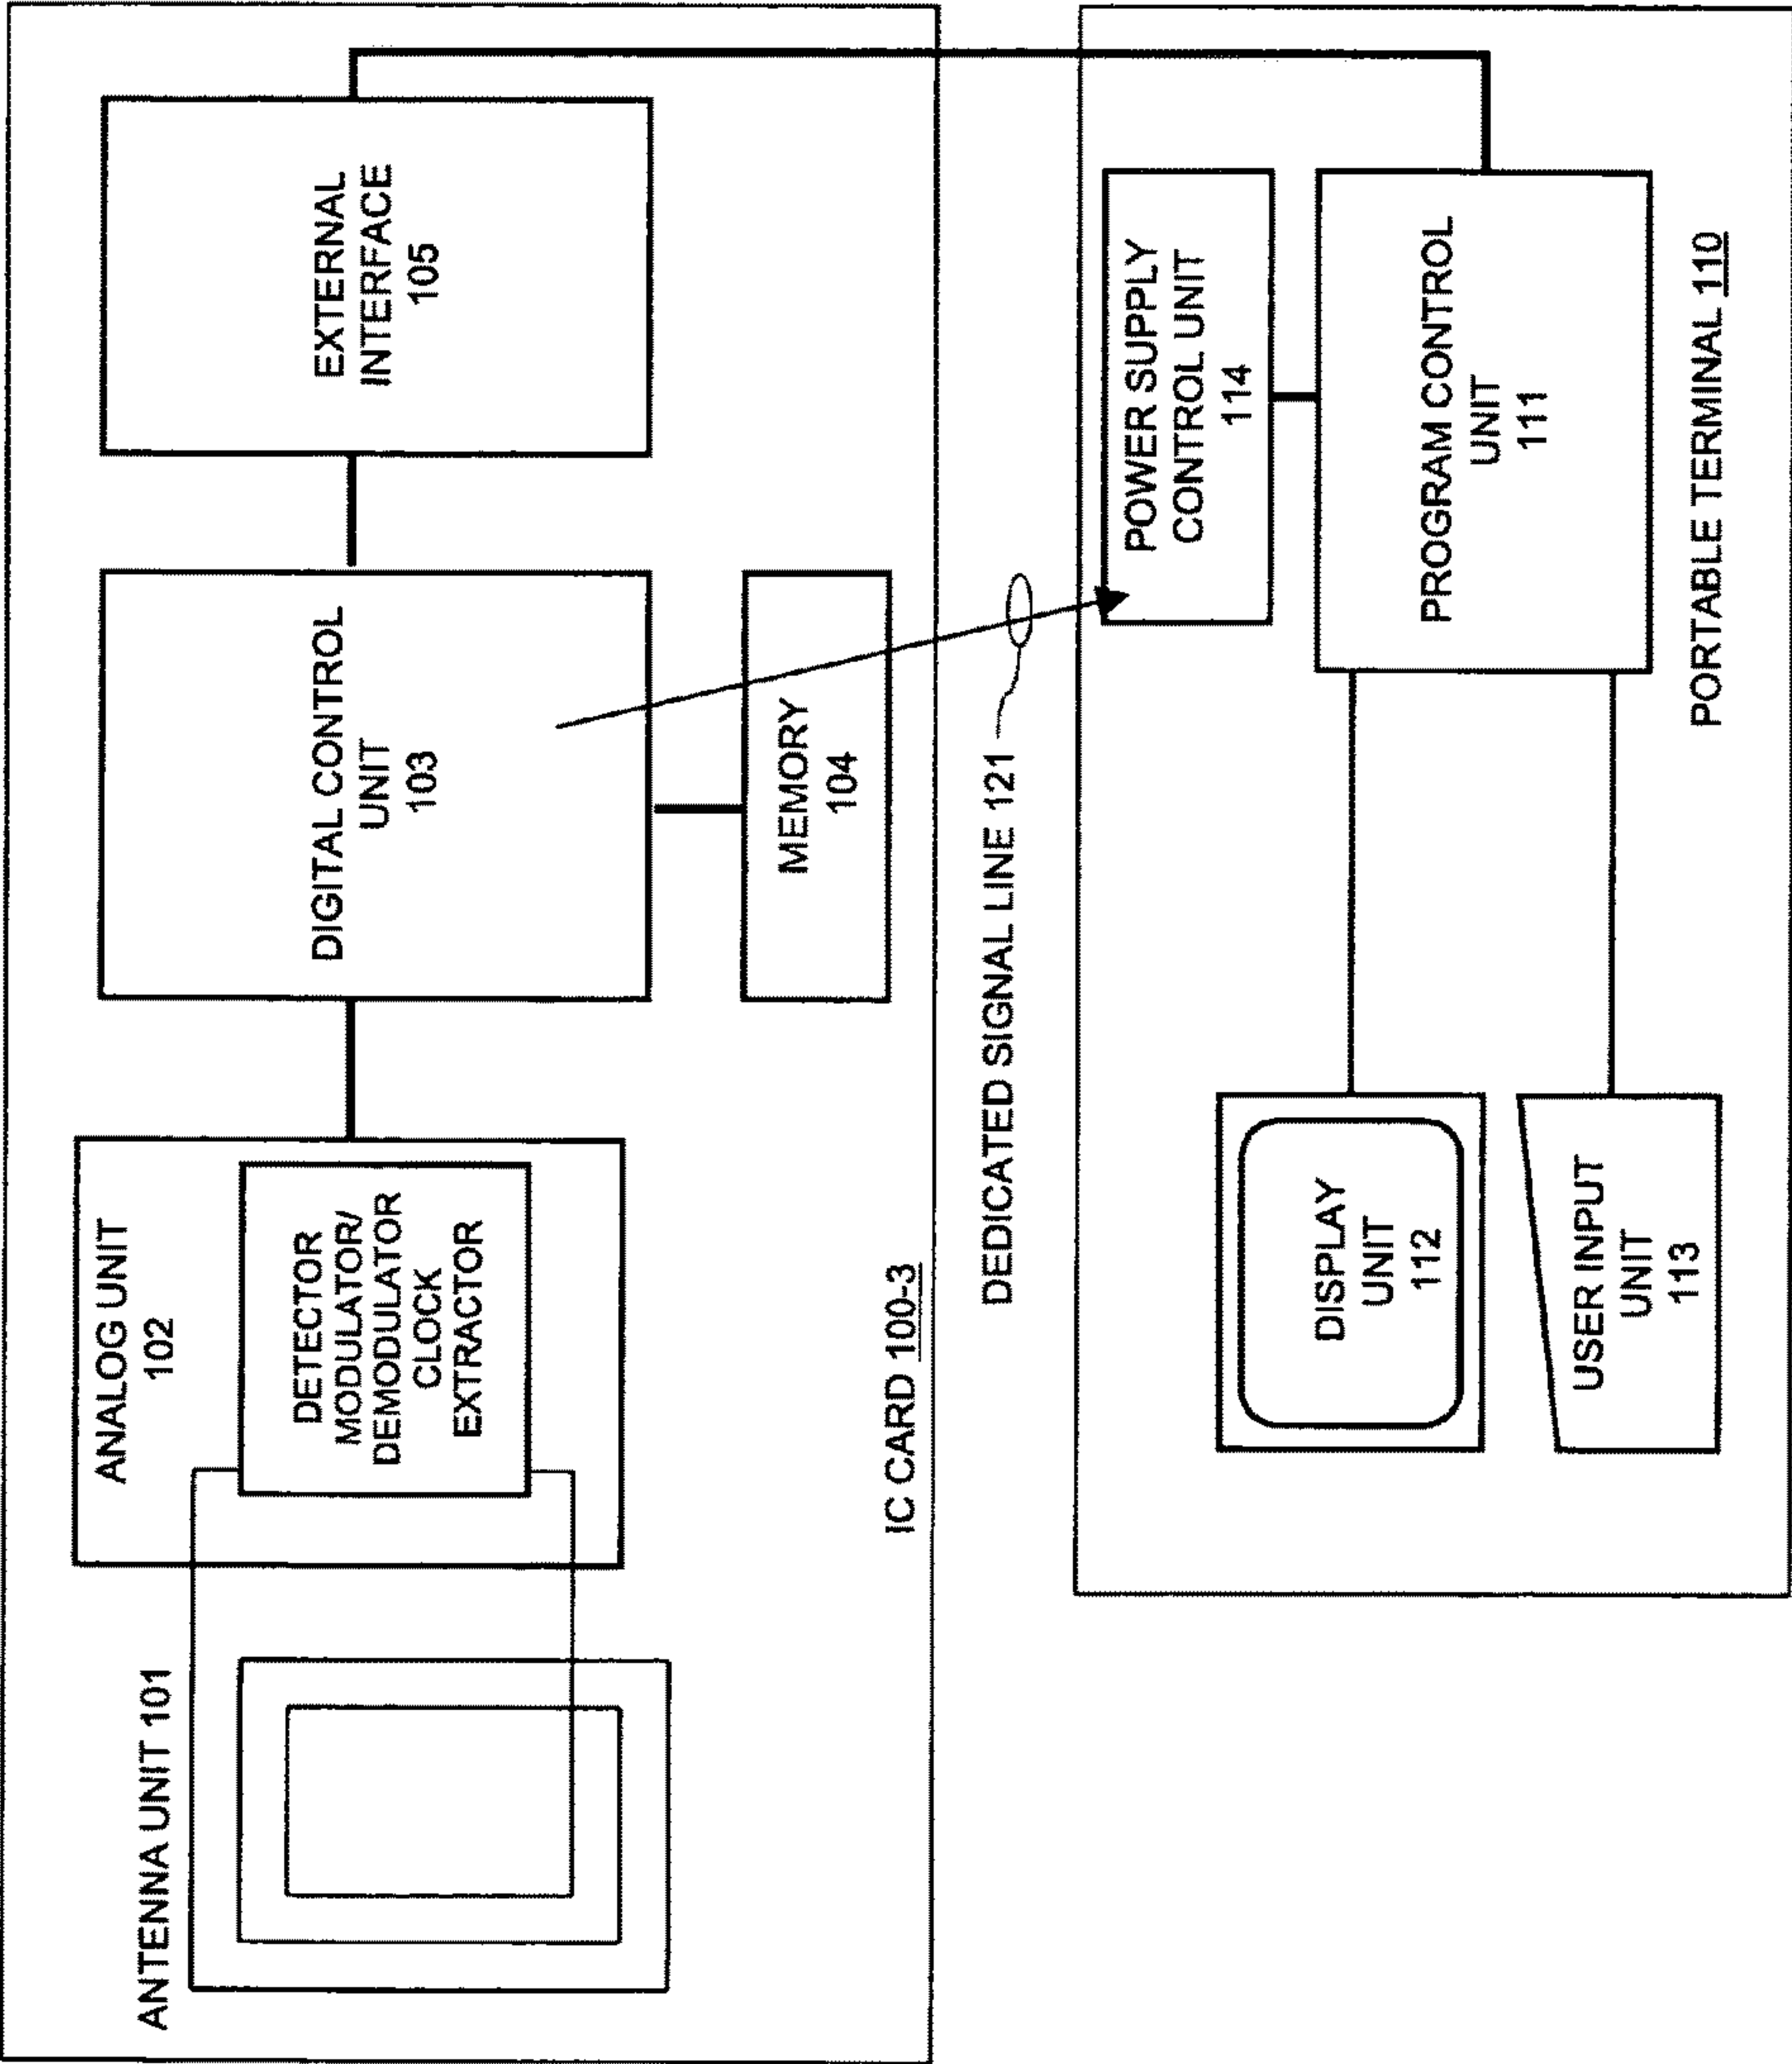 ANTENNA UNIT 101
ANALOG UNIT
102
DETECTOR
MODULATOR/
DEMODULATOR
CLOCK
EXTRACTOR
DIGITAL CONTROL
UNIT
103
MEMORY
104
EXTERNAL
INTERFACE
105
IC CARD 100-3
DEDICATED SIGNAL LINE 121
DISPLAY
UNIT
112
USER INPUT
UNIT
113
POWER SUPPLY
CONTROL UNIT
114
PROGRAM CONTROL
UNIT
111
PORTABLE TERMINAL 110